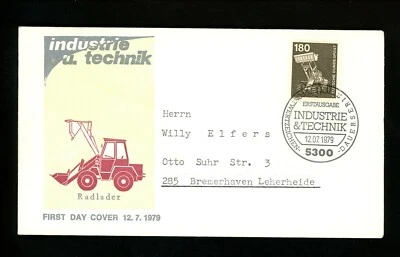 industrie
u. technik
Radlader
FIRST DAY COVER 12.7.1979
Herrn
Willy Elfers
Otto Suhr Str. 3
285 Bremerhaven Leherheide
180
ERSTAUSGABE
INDUSTRIE
&TECHNIK
12.07.1979
5300